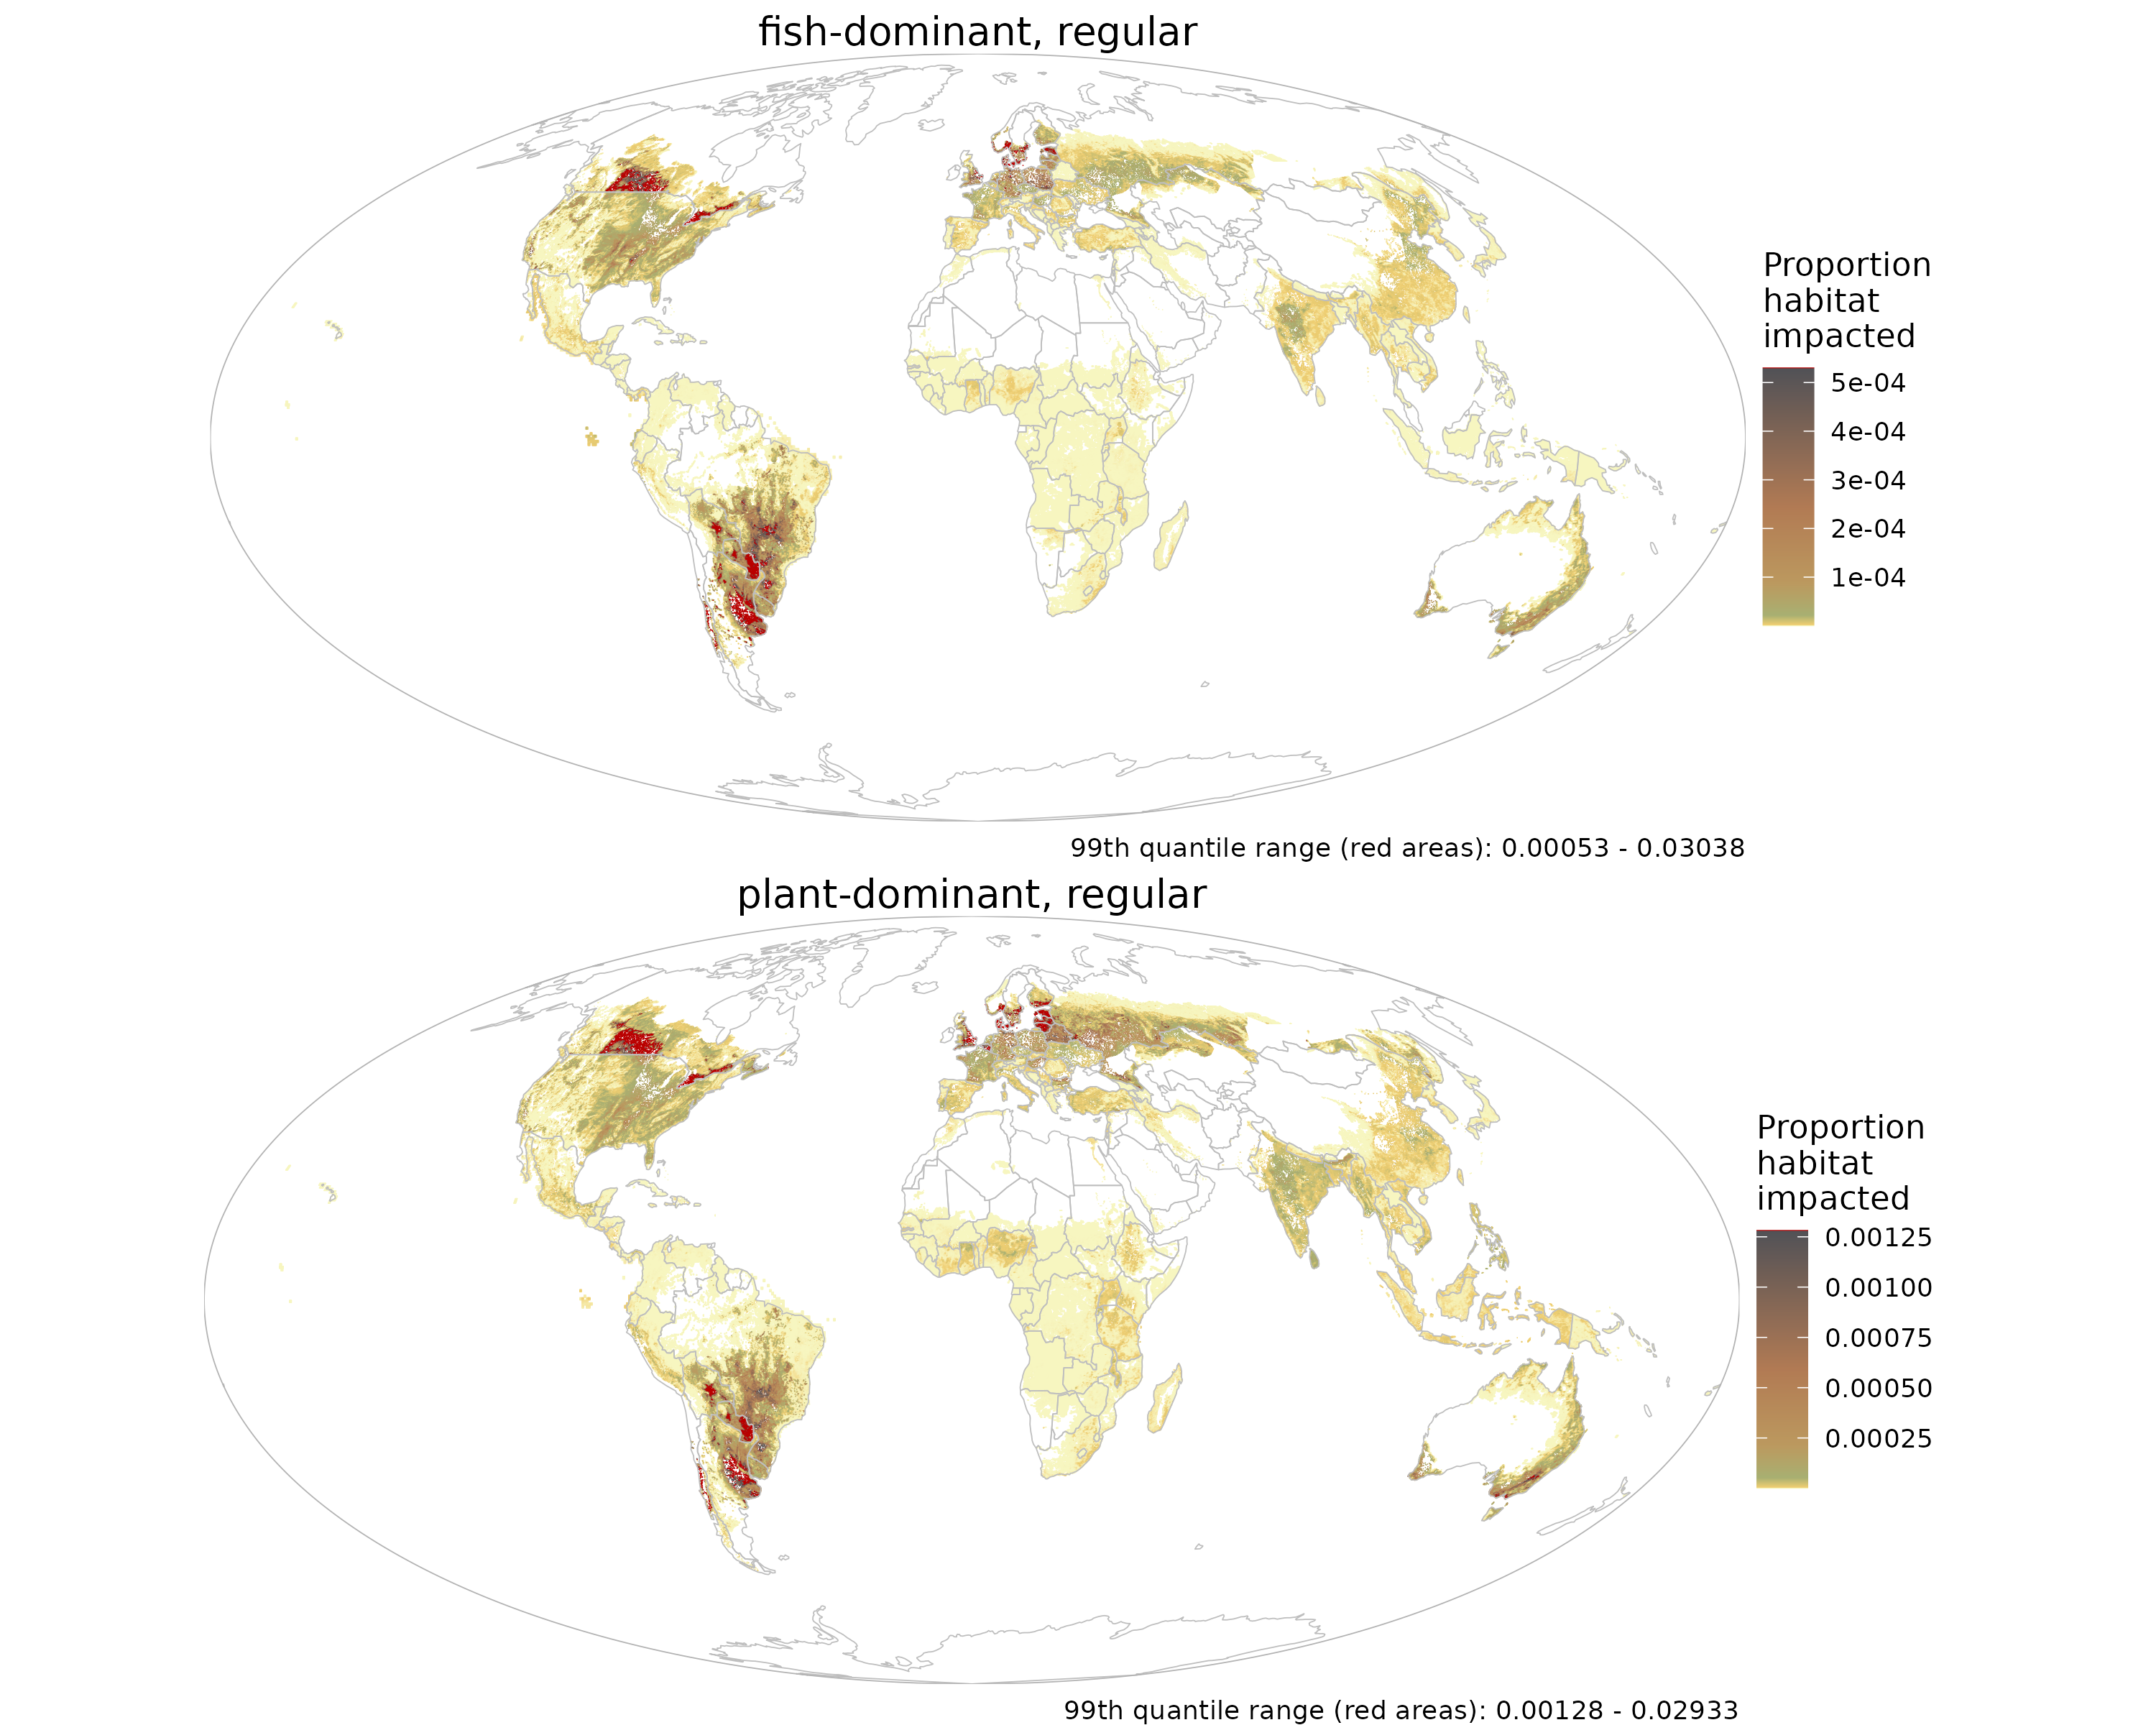 fish-dominant, regular
Proportion
habitat
impacted
5e-04
4e-04
3e-04
2e-04
1e-04
99th quantile range (red areas): 0.00053 - 0.03038
plant-dominant, regular
Proportion
habitat
impacted
0.00125
0.00100
0.00075
0.00050
0.00025
99th quantile range (red areas): 0.00128 - 0.02933